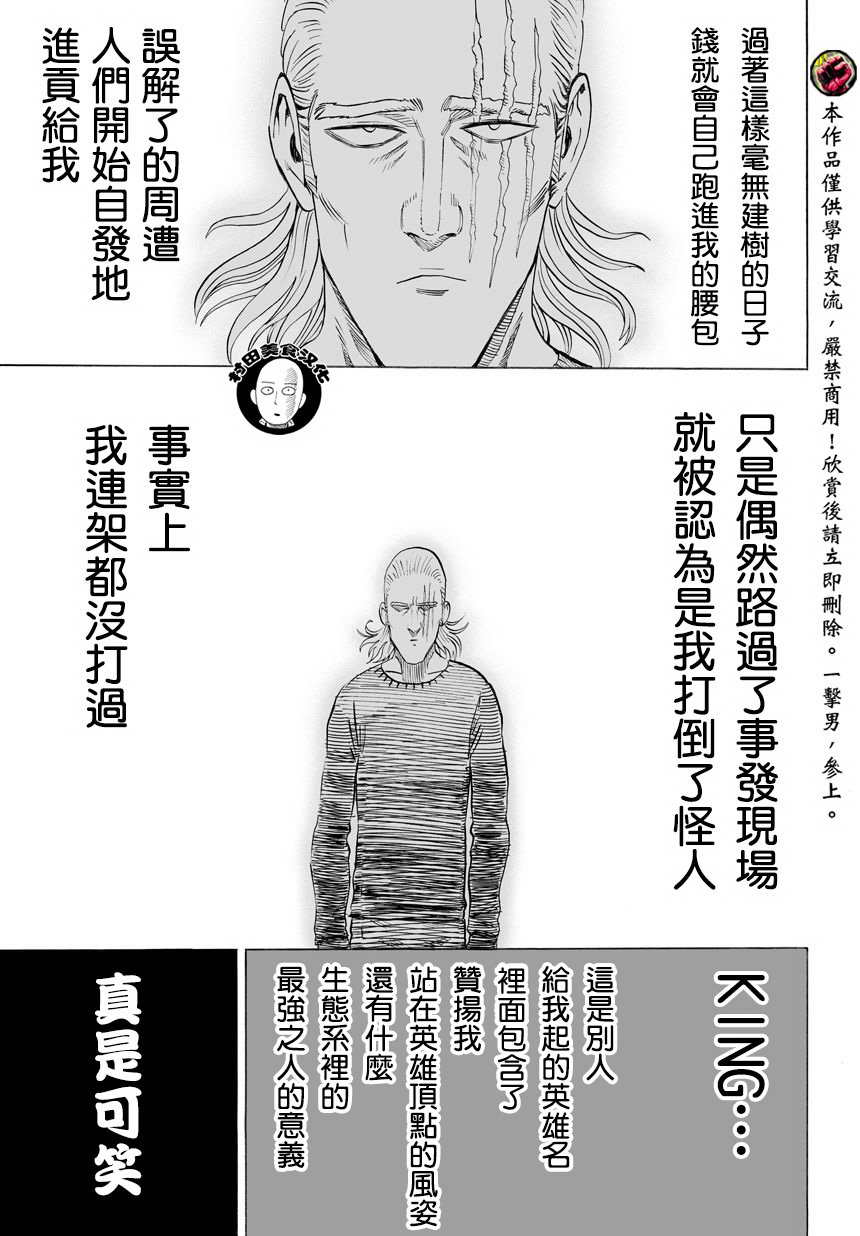 過著這樣毫無建樹的日子
錢就會自己跑進我的腰包
誤解了的周遭
人們開始自發地
進貢給我
只是偶然路過了事發現場
就被認為是我打倒了怪人
事實上
我連架都沒打過
KING…
這是別人
給我起的英雄名
裡面包含了
贊揚我
站在英雄頂點的風姿
還有什麼
生態系裡的
最強之人的意義
真是可笑
村田美食汉化
本作品僅供學習交流，嚴禁商用！欣賞後請立即刪除。一擊男，參上。